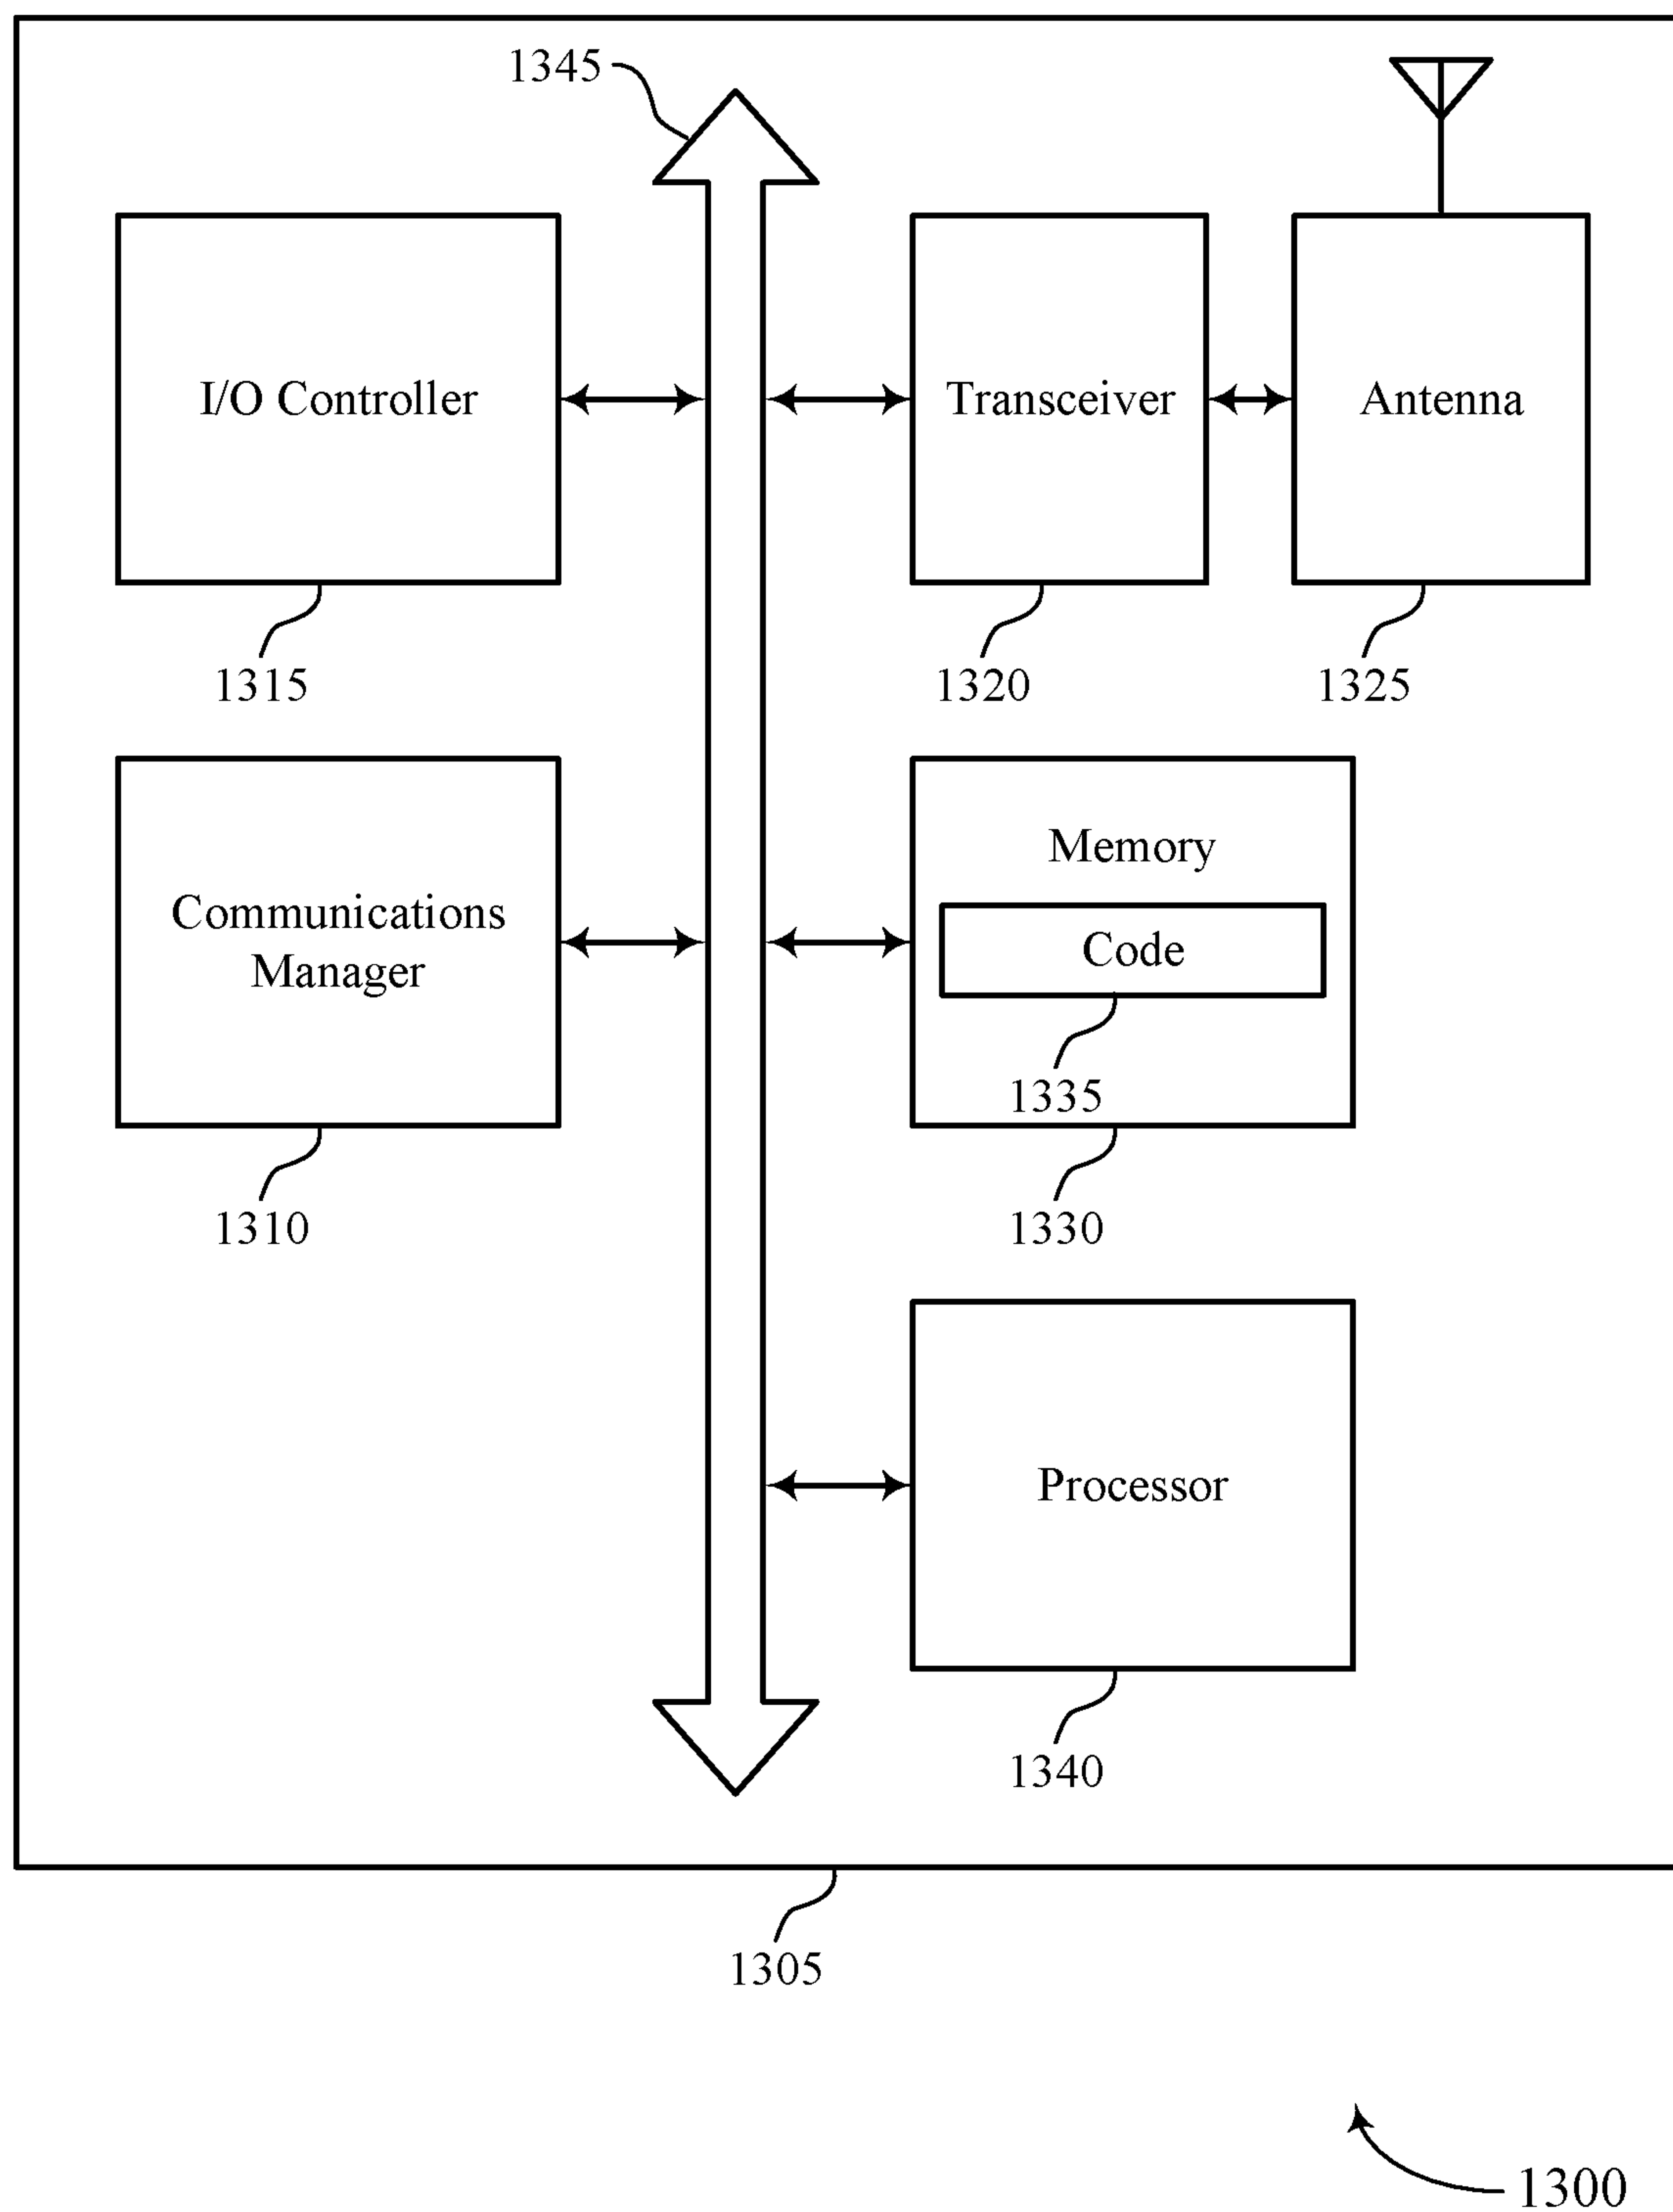 1345
I/O Controller
Transceiver
Antenna
1315
1320
1325
Communications
Manager
Memory
Code
1335
1310
1330
Processor
1340
1305
1300